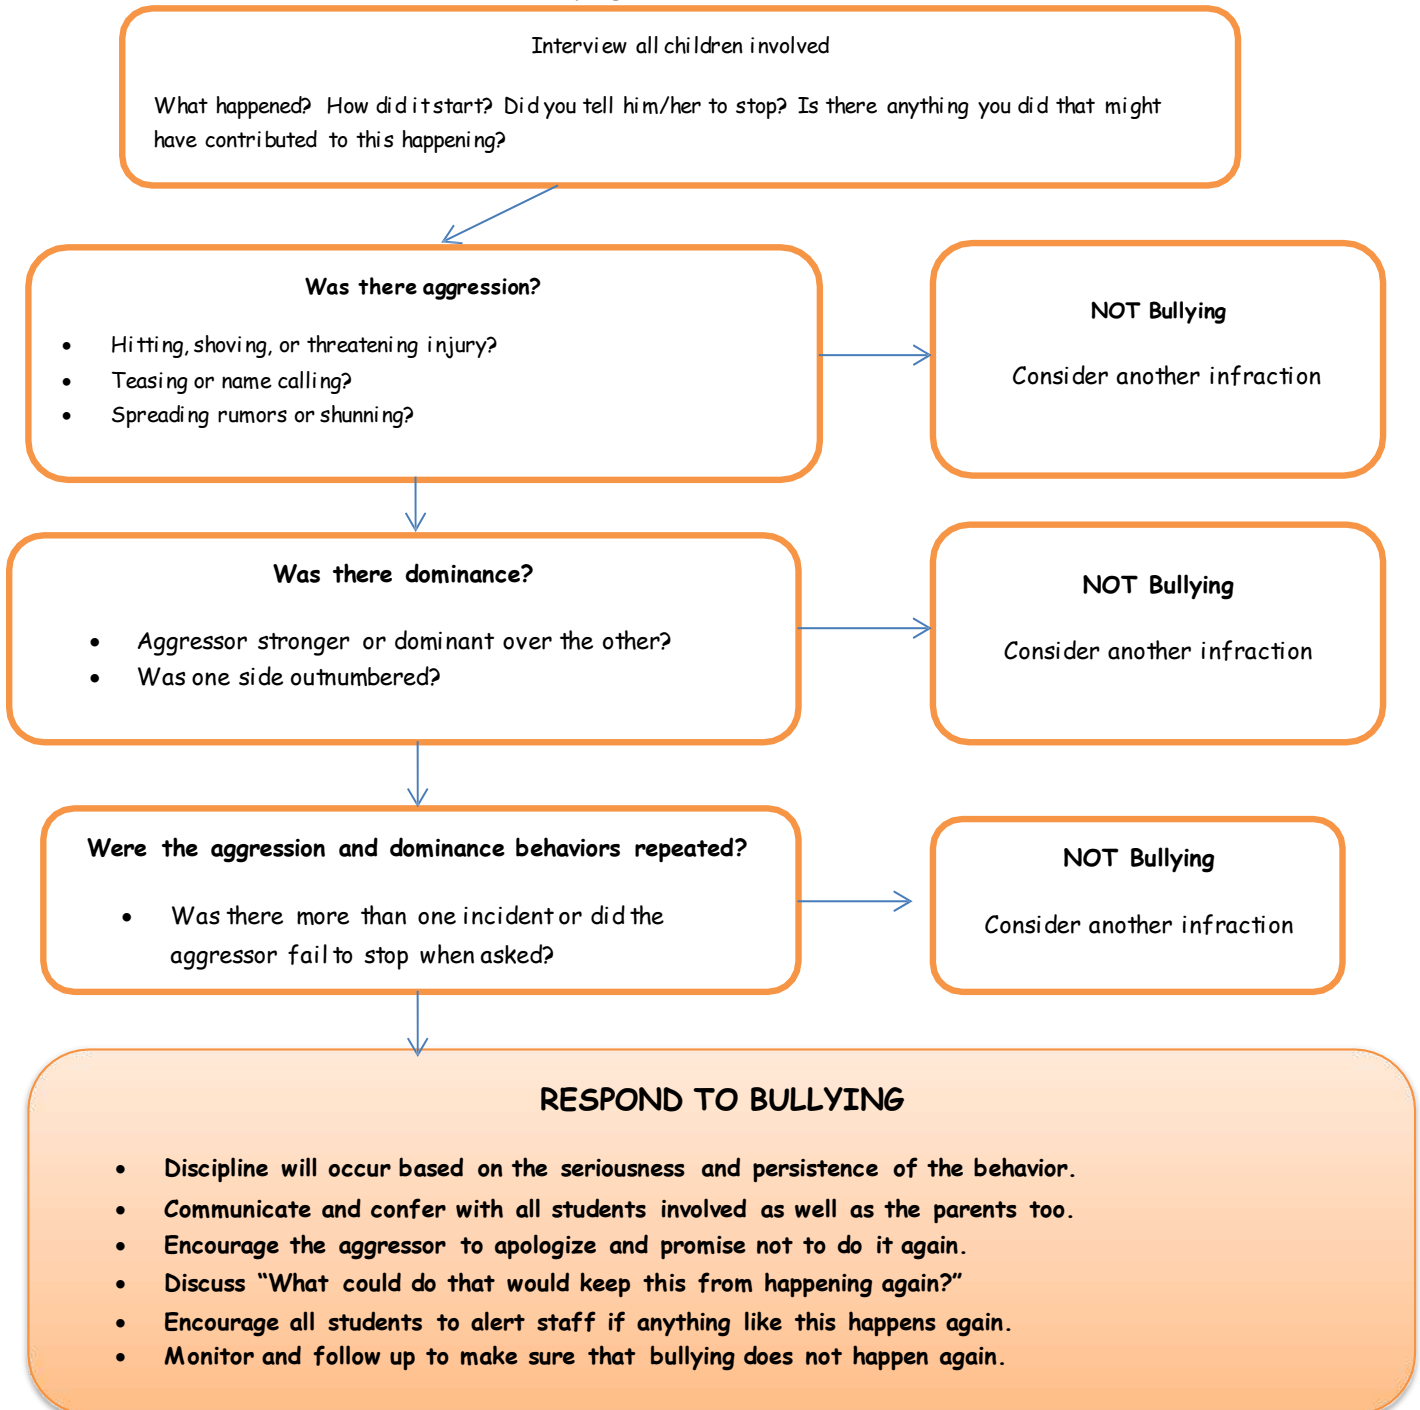 Interview all children involved
What happened? How did it start? Did you tell him/her to stop? Is there anything you did that might
have contributed to this happening?
Was there aggression?
• Hitting, shoving, or threatening injury?
• Teasing or name calling?
• Spreading rumors or shunning?
NOT Bullying
Consider another infraction
Was there dominance?
• Aggressor stronger or dominant over the other?
• Was one side outnumbered?
NOT Bullying
Consider another infraction
Were the aggression and dominance behaviors repeated?
• Was there more than one incident or did the
aggressor fail to stop when asked?
NOT Bullying
Consider another infraction
RESPOND TO BULLYING
• Discipline will occur based on the seriousness and persistence of the behavior.
• Communicate and confer with all students involved as well as the parents too.
• Encourage the aggressor to apologize and promise not to do it again.
• Discuss “What could do that would keep this from happening again?”
• Encourage all students to alert staff if anything like this happens again.
• Monitor and follow up to make sure that bullying does not happen again.